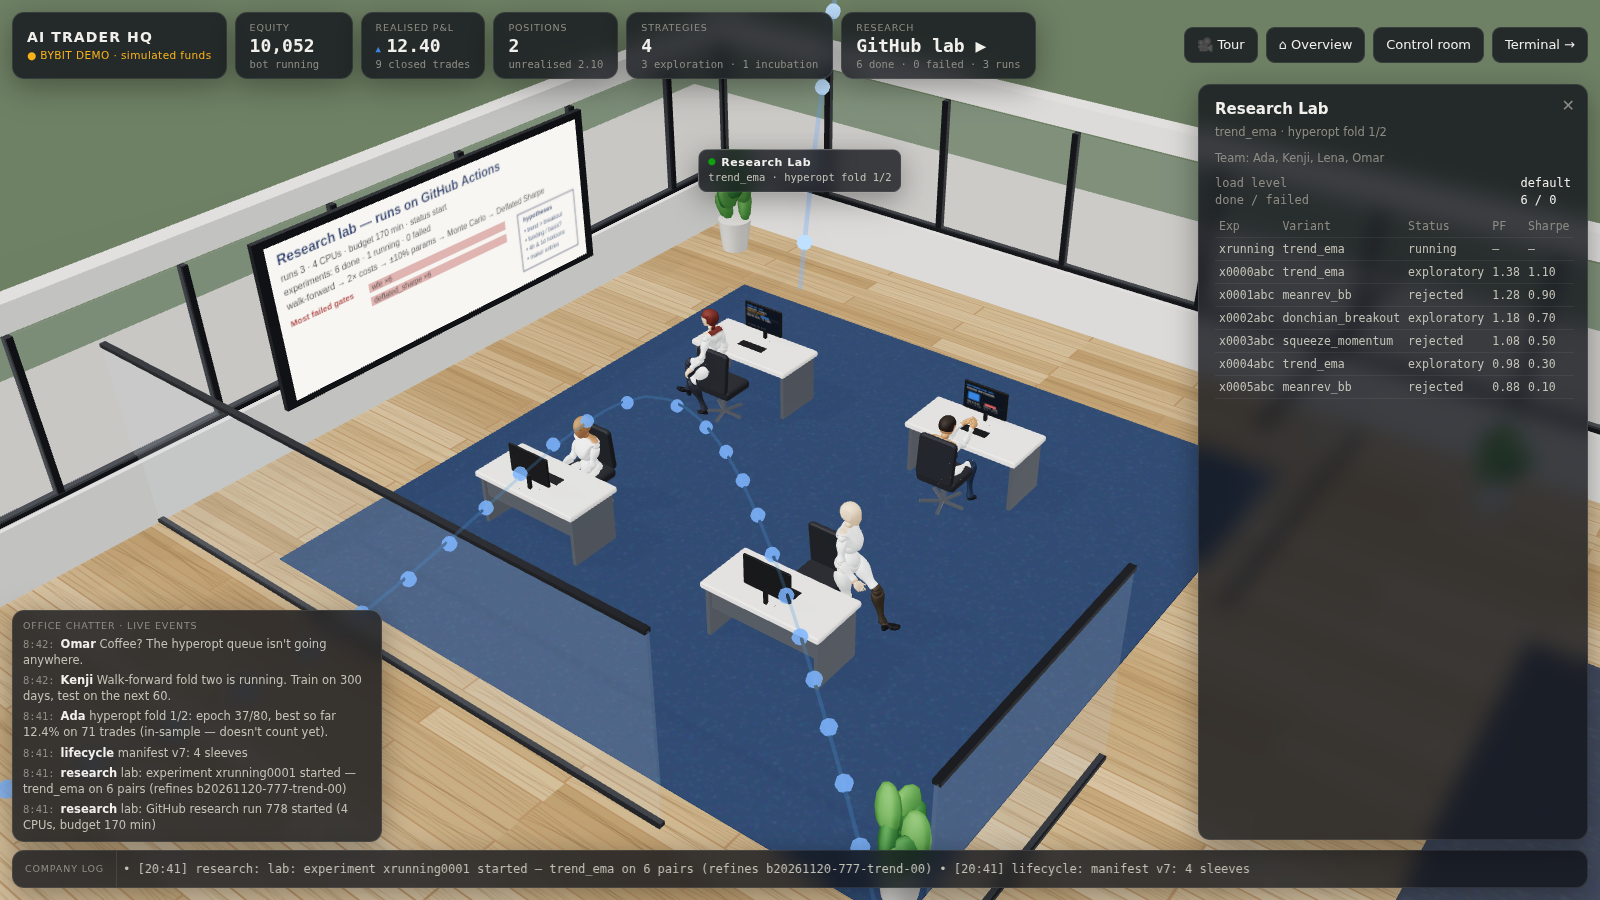 AI TRADER HQ
● BYBIT DEMO · simulated funds
EQUITY
10,052
bot running
REALISED P&L
▲ 12.40
9 closed trades
POSITIONS
2
unrealised 2.10
STRATEGIES
4
3 exploration · 1 incubation
RESEARCH
GitHub lab ▶
6 done · 0 failed · 3 runs
🎥 Tour
⌂ Overview
Control room
Terminal →
Research Lab
trend_ema · hyperopt fold 1/2
Research lab — runs on GitHub Actions
runs 3 · 4 CPUs · budget 170 min · status start
experiments: 6 done · 1 running · 0 failed
walk-forward → 2× costs → ±10% params → Monte Carlo → Deflated Sharpe
Most failed gates
deflated_sharpe ×6
hypotheses
Research Lab
×
trend_ema · hyperopt fold 1/2
Team: Ada, Kenji, Lena, Omar
load level default
done / failed 6 / 0
Exp Variant Status PF Sharpe
xrunning trend_ema running — —
x0000abc trend_ema exploratory 1.38 1.10
x0001abc meanrev_bb rejected 1.28 0.90
x0002abc donchian_breakout exploratory 1.18 0.70
x0003abc squeeze_momentum rejected 1.08 0.50
x0004abc trend_ema exploratory 0.98 0.30
x0005abc meanrev_bb rejected 0.88 0.10
OFFICE CHATTER · LIVE EVENTS
8:42: Omar Coffee? The hyperopt queue isn't going
anywhere.
8:42: Kenji Walk-forward fold two is running. Train on 300
days, test on the next 60.
8:41: Ada hyperopt fold 1/2: epoch 37/80, best so far
12.4% on 71 trades (in-sample — doesn't count yet).
8:41: lifecycle manifest v7: 4 sleeves
8:41: research lab: experiment xrunning0001 started —
trend_ema on 6 pairs (refines b20261120-777-trend-00)
8:41: research lab: GitHub research run 778 started (4
CPUs, budget 170 min)
COMPANY LOG
• [20:41] research: lab: experiment xrunning0001 started — trend_ema on 6 pairs (refines b20261120-777-trend-00) • [20:41] lifecycle: manifest v7: 4 sleeves